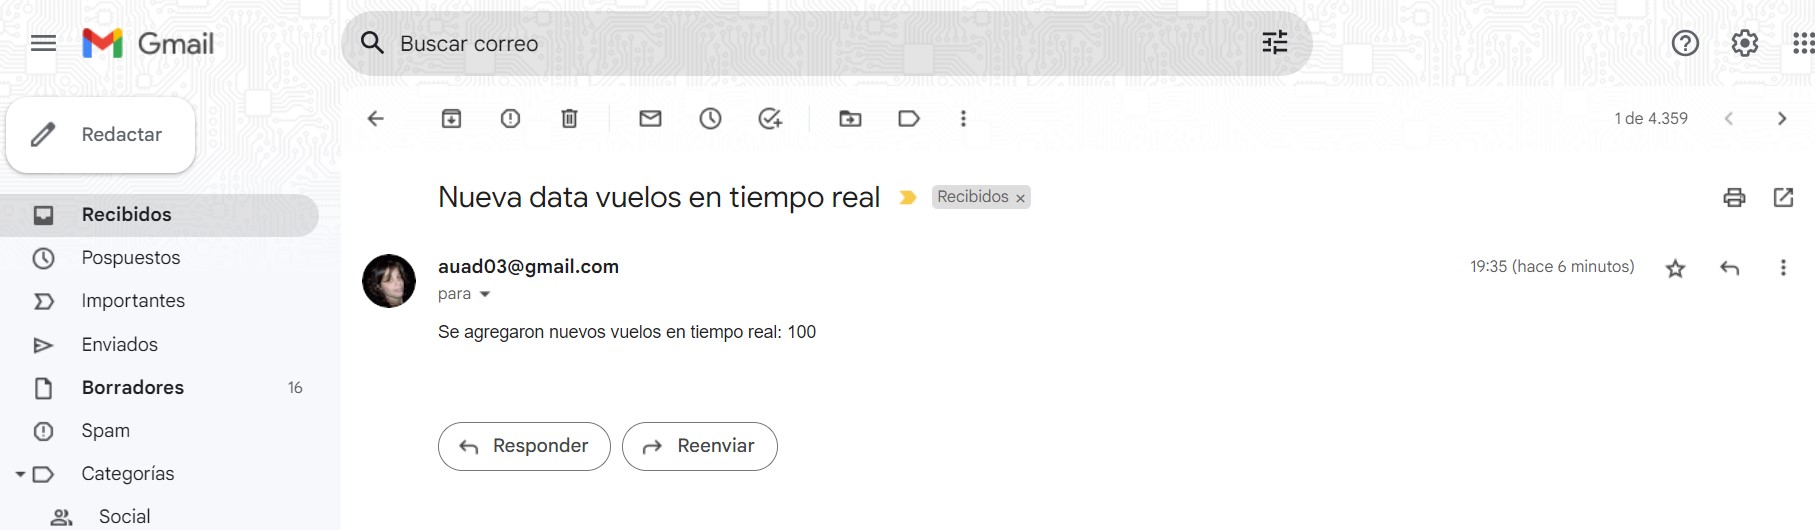 Gmail
Buscar correo
Redactar
1 de 4.359
Recibidos
Pospuestos
Importantes
Enviados
Borradores 16
Spam
Categorías
Social
Nueva data vuelos en tiempo real Recibidos ×
auad03@gmail.com 19:35 (hace 6 minutos)
para
Se agregaron nuevos vuelos en tiempo real: 100
Responder Reenviar